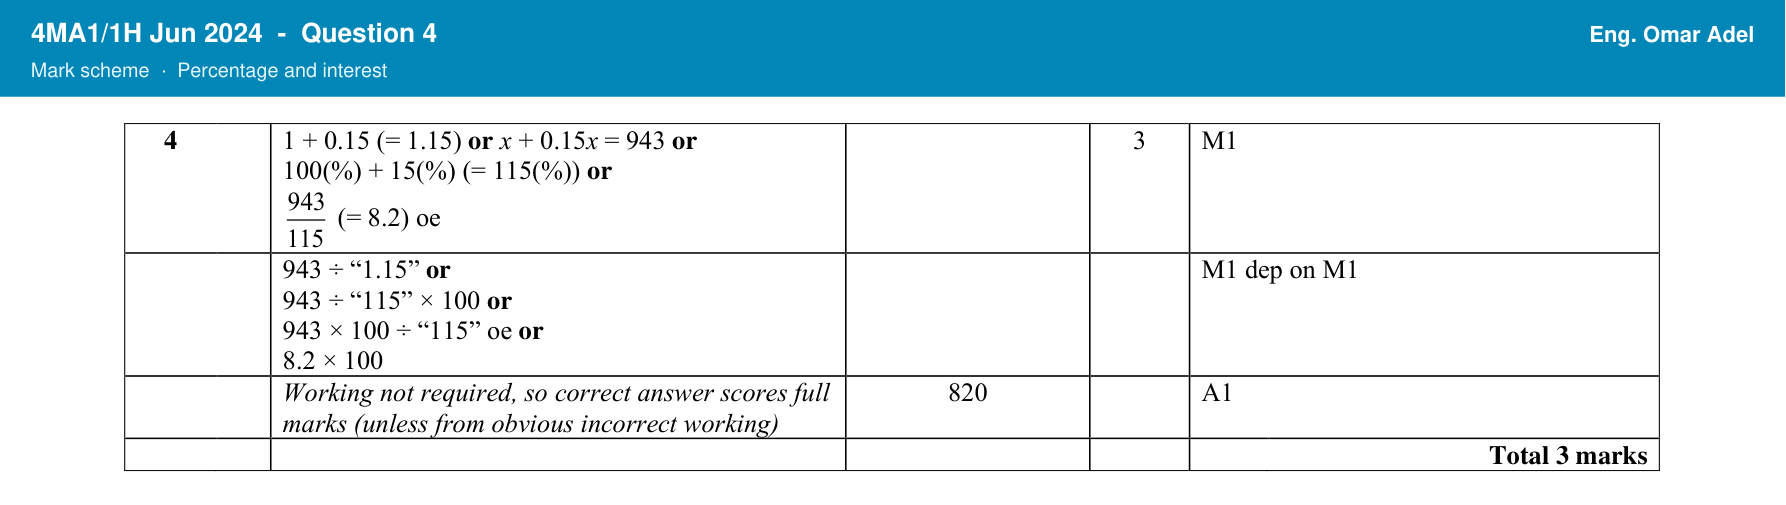 4MA1/1H Jun 2024 - Question 4
Eng. Omar Adel
Mark scheme · Percentage and interest
4
1 + 0.15 (= 1.15) or x + 0.15x = 943 or
3
M1
100(%) + 15(%) (= 115(%)) or
943
115
(= 8.2) oe
943 ÷ “1.15” or
M1 dep on M1
943 ÷ “115” × 100 or
943 × 100 ÷ “115” oe or
8.2 × 100
Working not required, so correct answer scores full
820
A1
marks (unless from obvious incorrect working)
Total 3 marks